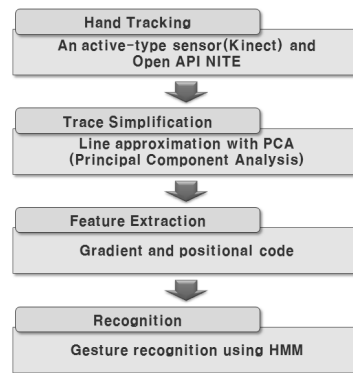 Hand Tracking
An active-type sensor(Kinect) and
Open API NITE
Trace Simplification
Line approximation with PCA
(Principal Component Analysis)
Feature Extraction
Gradient and positional code
Recognition
Gesture recognition using HMM